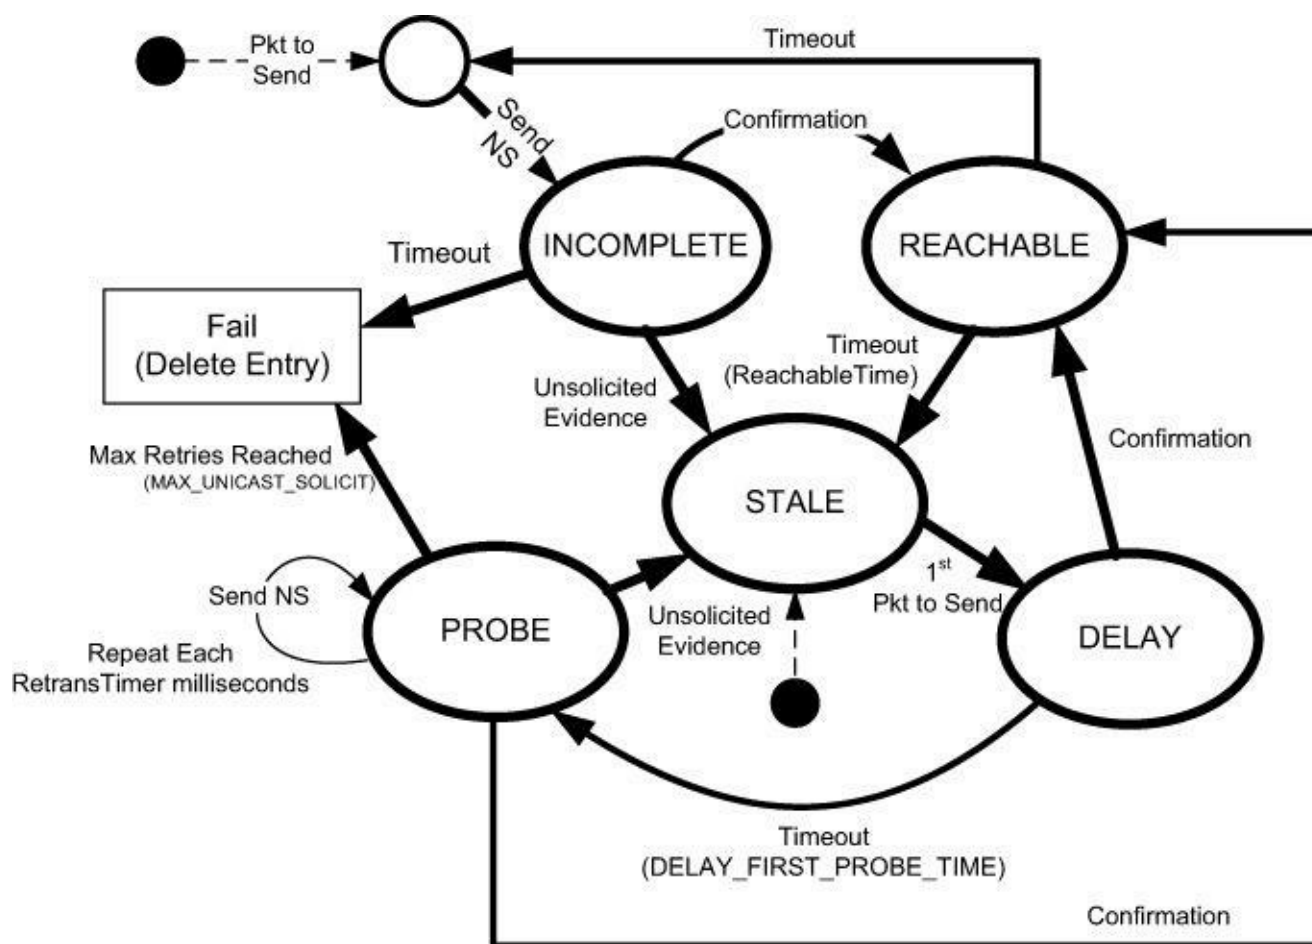 Pkt to
Send
Timeout
Send
NS
Confirmation
INCOMPLETE
REACHABLE
Timeout
Fail
(Delete Entry)
Timeout
(ReachableTime)
Unsolicited
Evidence
Confirmation
Max Retries Reached
(MAX_UNICAST_SOLICIT)
STALE
1st
Pkt to Send
Send NS
PROBE
Unsolicited
Evidence
DELAY
Repeat Each
RetransTimer milliseconds
Timeout
(DELAY_FIRST_PROBE_TIME)
Confirmation